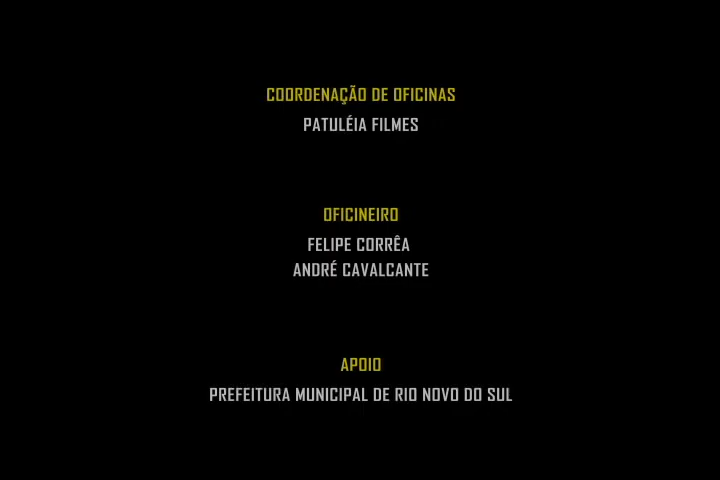 COORDENAÇÃO DE OFICINAS
PATULÉIA FILMES
OFICINEIRO
FELIPE CORRÊA
ANDRÉ CAVALCANTE
APOIO
PREFEITURA MUNICIPAL DE RIO NOVO DO SUL